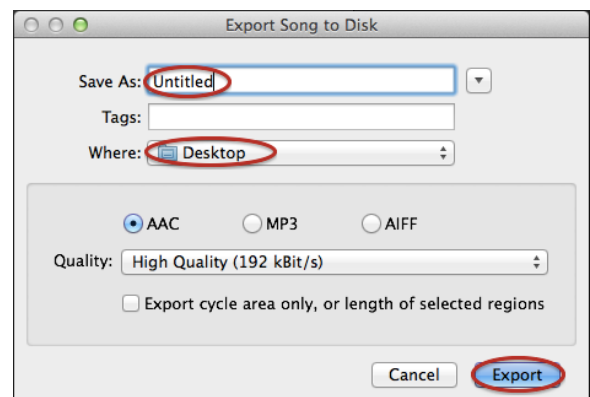 Export Song to Disk
Save As: Untitled
Tags:
Where: Desktop
AAC MP3 AIFF
Quality: High Quality (192 kBit/s)
Export cycle area only, or length of selected regions
Cancel Export